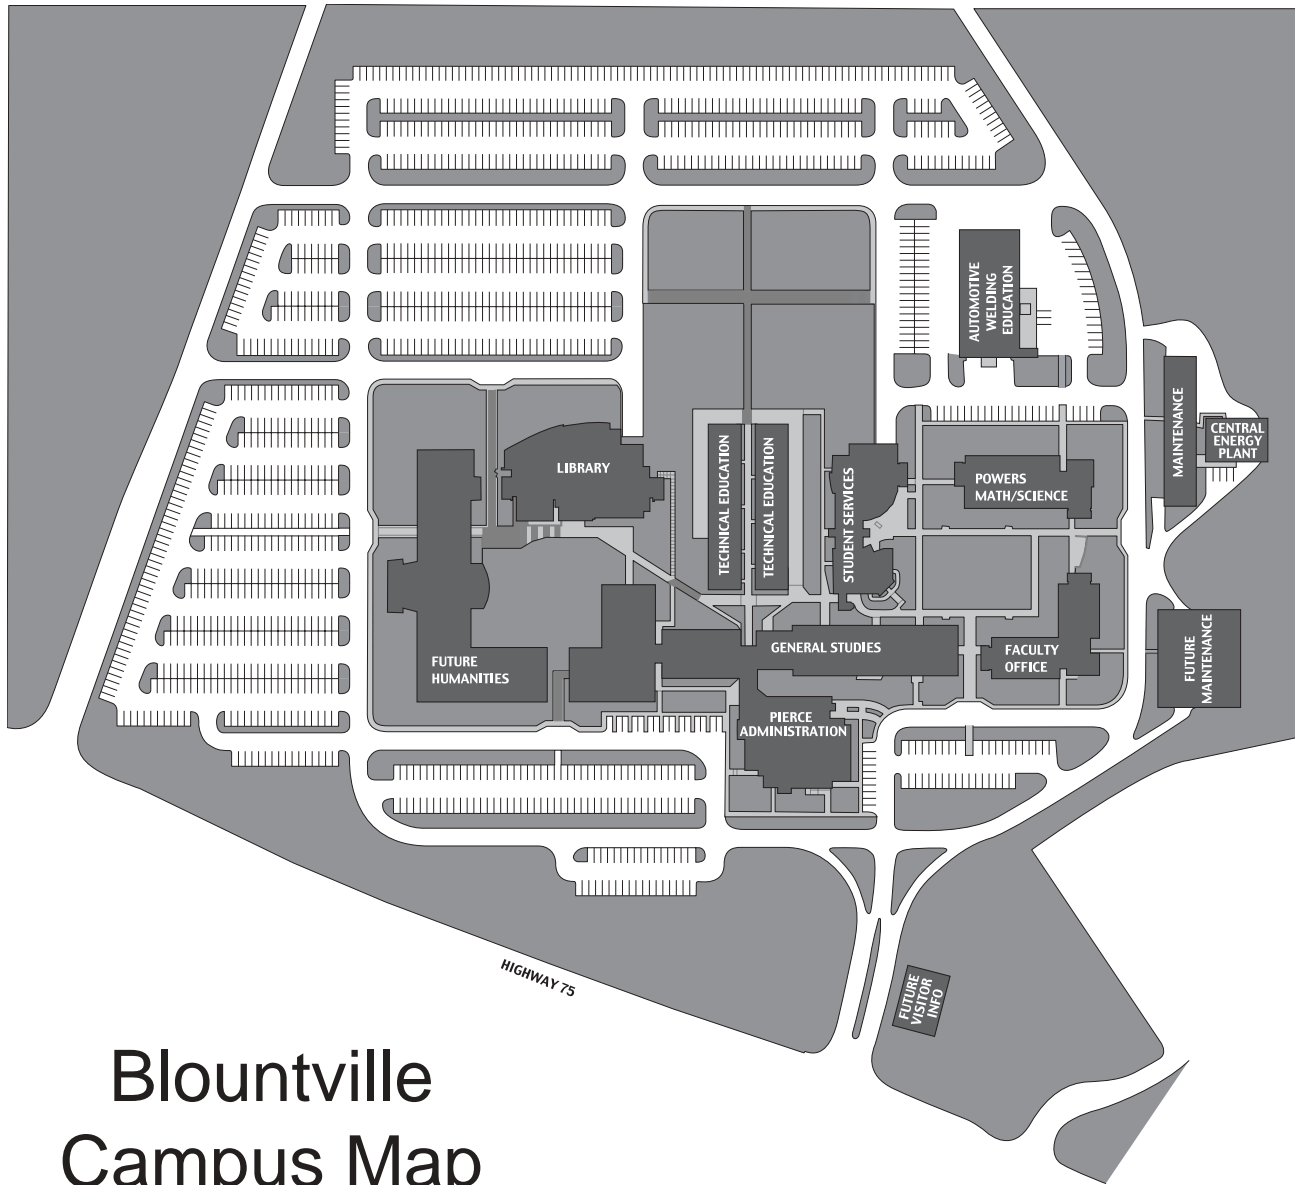 AUTOMOTIVE
WELDING
EDUCATION
MAINTENANCE
CENTRAL
ENERGY
PLANT
LIBRARY
TECHNICAL EDUCATION
TECHNICAL EDUCATION
STUDENT SERVICES
POWERS
MATH/SCIENCE
GENERAL STUDIES
FACULTY
OFFICE
FUTURE
MAINTENANCE
FUTURE
HUMANITIES
PIERCE
ADMINISTRATION
HIGHWAY 75
FUTURE
VISITOR
INFO
Blountville
Campus Map